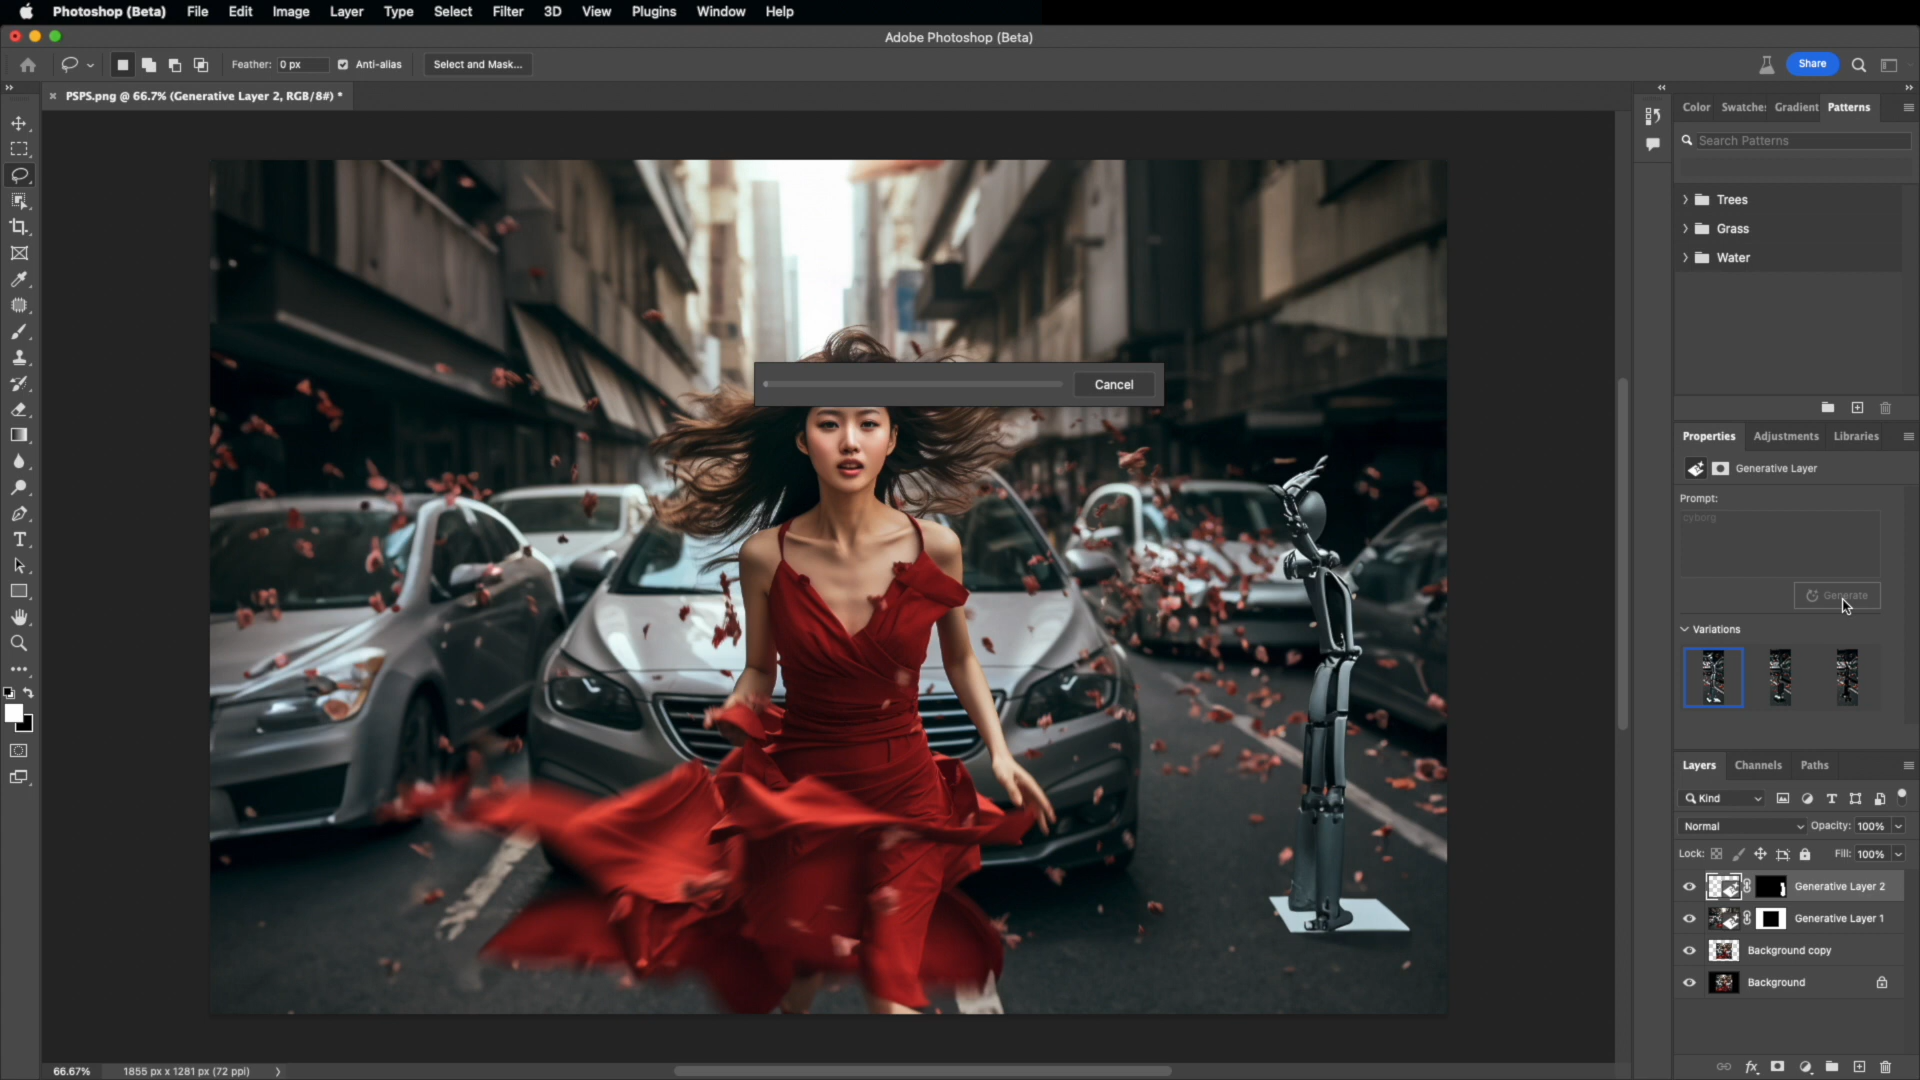 Photoshop (Beta) File Edit Image Layer Type Select Filter 3D View Plugins Window Help
Adobe Photoshop (Beta)
Feather: 0 px Anti-alias Select and Mask... Share
PSPS.png @ 66.7% (Generative Layer 2, RGB/8#) *
Color Swatches Gradient Patterns
Search Patterns
Trees
Grass
Water
Cancel
Properties Adjustments Libraries
Generative Layer
Prompt:
cyborg
Generate
Variations
Layers Channels Paths
Kind
Normal Opacity: 100%
Lock: Fill: 100%
Generative Layer 2
Generative Layer 1
Background copy
Background
66.67% 1855 px x 1281 px (72 ppi)